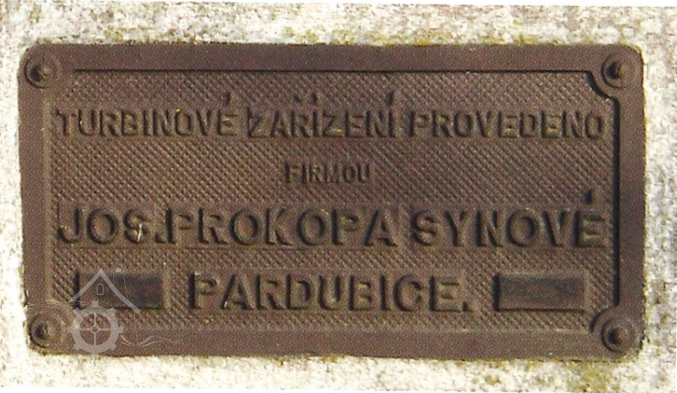 TURBINOVÉ ZAŘÍZENÍ PROVEDENO
FIRMOU
JOS.PROKOPA SYNOVÉ
PARDUBICE.